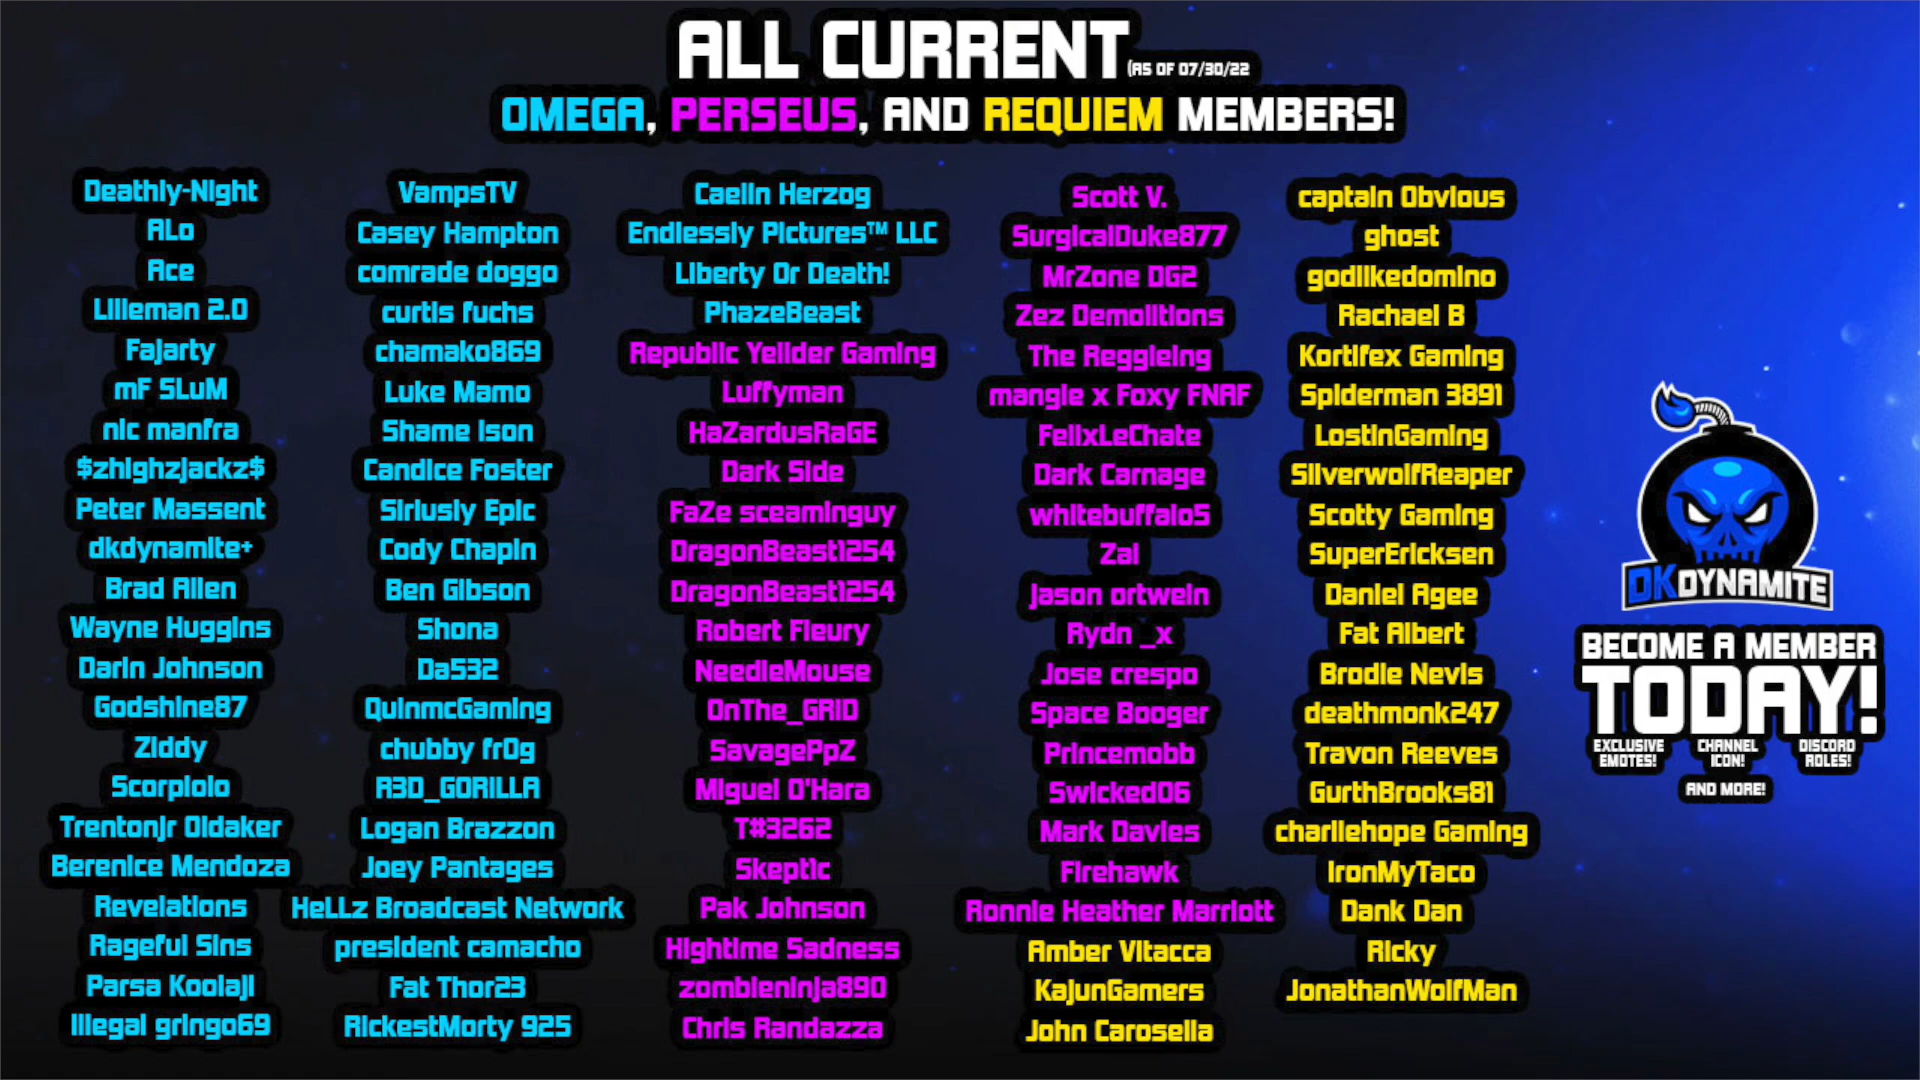 ALL CURRENT (AS OF 07/30/22
OMEGA, PERSEUS, AND REQUIEM MEMBERS!
Deathly-Night
ALo
Ace
Lilleman 2.0
Fajarty
mF SLuM
nic manfra
$zhighzjackz$
Peter Massent
dkdynamite+
Brad Allen
Wayne Huggins
Darin Johnson
Godshine87
Ziddy
Scorpiolo
Trentonjr Oldaker
Berenice Mendoza
Revelations
Rageful Sins
Parsa Koolaji
Illegal gringo69
VampsTV
Casey Hampton
comrade doggo
curtis fuchs
chamako869
Luke Mamo
Shame Ison
Candice Foster
Siriusly Epic
Cody Chapin
Ben Gibson
Shona
Da532
QuinmcGaming
chubby fr0g
R3D_GORILLA
Logan Brazzon
Joey Pantages
HeLLz Broadcast Network
president camacho
Fat Thor23
RickestMorty 925
Caelin Herzog
Endlessly Pictures™ LLC
Liberty Or Death!
PhazeBeast
Republic Yelider Gaming
Luffyman
HaZardusRaGE
Dark Side
FaZe sceaminguy
DragonBeast1254
DragonBeast1254
Robert Fleury
NeedleMouse
OnThe_GRID
SavagePpZ
Miguel O'Hara
T#3262
Skept1c
Pak Johnson
Hightime Sadness
zombieninja890
Chris Randazza
Scott V.
SurgicalDuke877
MrZone DG2
Zez Demolitions
The Reggieing
mangle x Foxy FNAF
FelixLeChate
Dark Carnage
whitebuffalo5
Zai
jason ortwein
Rydn _x
Jose crespo
Space Booger
Princemobb
Swicked06
Mark Davies
Firehawk
Ronnie Heather Marriott
Amber Vitacca
KajunGamers
John Carosella
captain Obvious
ghost
godlikedomino
Rachael B
Kortifex Gaming
Spiderman 3891
LostInGaming
SilverwolfReaper
Scotty Gaming
SuperEricksen
Daniel Agee
Fat Albert
Brodie Nevis
deathmonk247
Travon Reeves
GurthBrooks81
charliehope Gaming
IronMyTaco
Dank Dan
Ricky
JonathanWolfMan
DKDYNAMITE
BECOME A MEMBER
TODAY!
EXCLUSIVE EMOTES!
CHANNEL ICON!
DISCORD ROLES!
AND MORE!